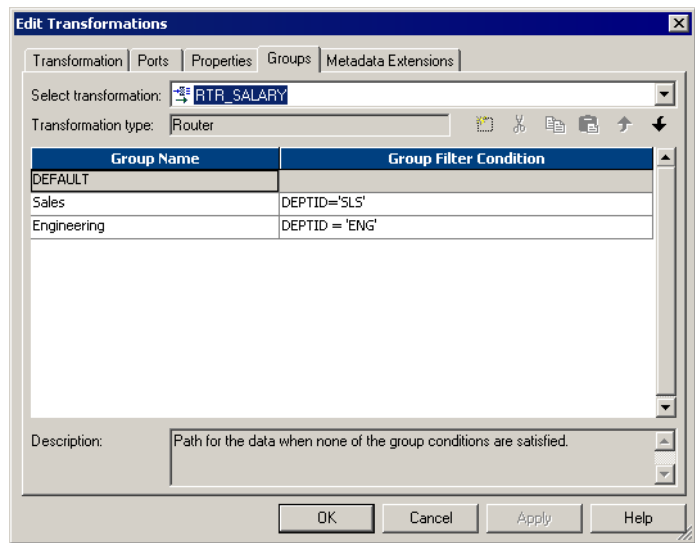 Edit Transformations
Transformation Ports Properties Groups Metadata Extensions
Select transformation: RTR_SALARY
Transformation type: Router
Group Name Group Filter Condition
DEFAULT
Sales DEPTID='SLS'
Engineering DEPTID = 'ENG'
Description: Path for the data when none of the group conditions are satisfied.
OK Cancel Apply Help